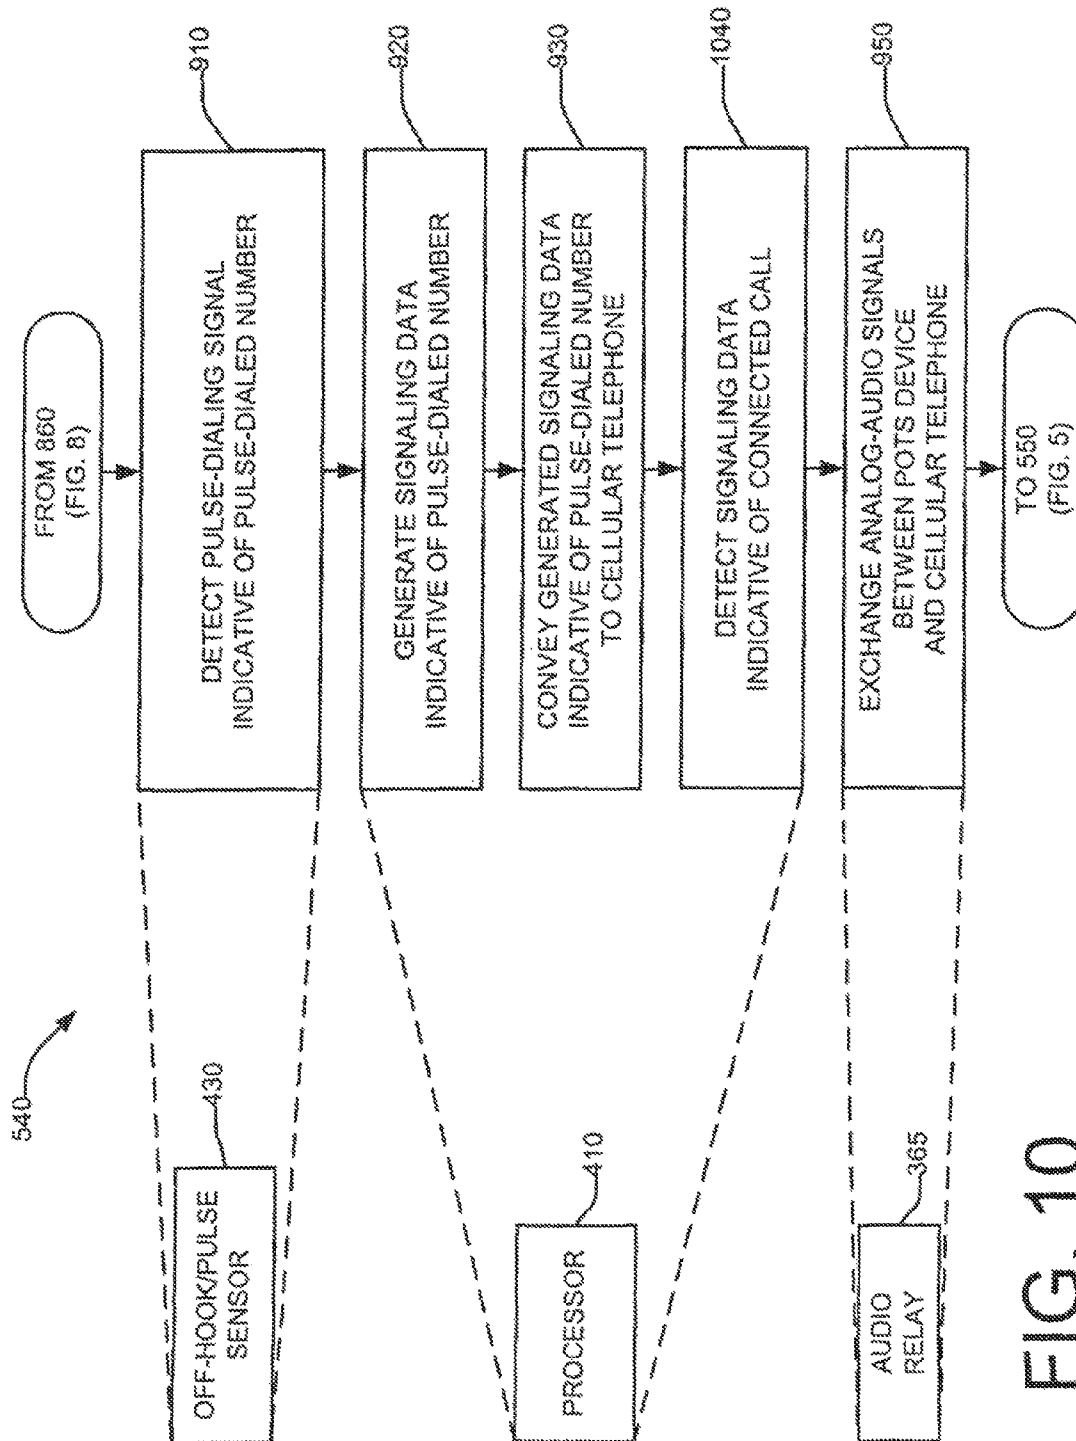 540
FROM 860
(FIG. 8)
OFF-HOOK/PULSE
SENSOR
430
DETECT PULSE-DIALING SIGNAL
INDICATIVE OF PULSE-DIALED NUMBER
910
GENERATE SIGNALING DATA
INDICATIVE OF PULSE-DIALED NUMBER
920
PROCESSOR
410
CONVEY GENERATED SIGNALING DATA
INDICATIVE OF PULSE-DIALED NUMBER
TO CELLULAR TELEPHONE
930
DETECT SIGNALING DATA
INDICATIVE OF CONNECTED CALL
1040
AUDIO
RELAY
365
EXCHANGE ANALOG-AUDIO SIGNALS
BETWEEN POTS DEVICE
AND CELLULAR TELEPHONE
950
TO 550
(FIG. 5)
FIG. 10